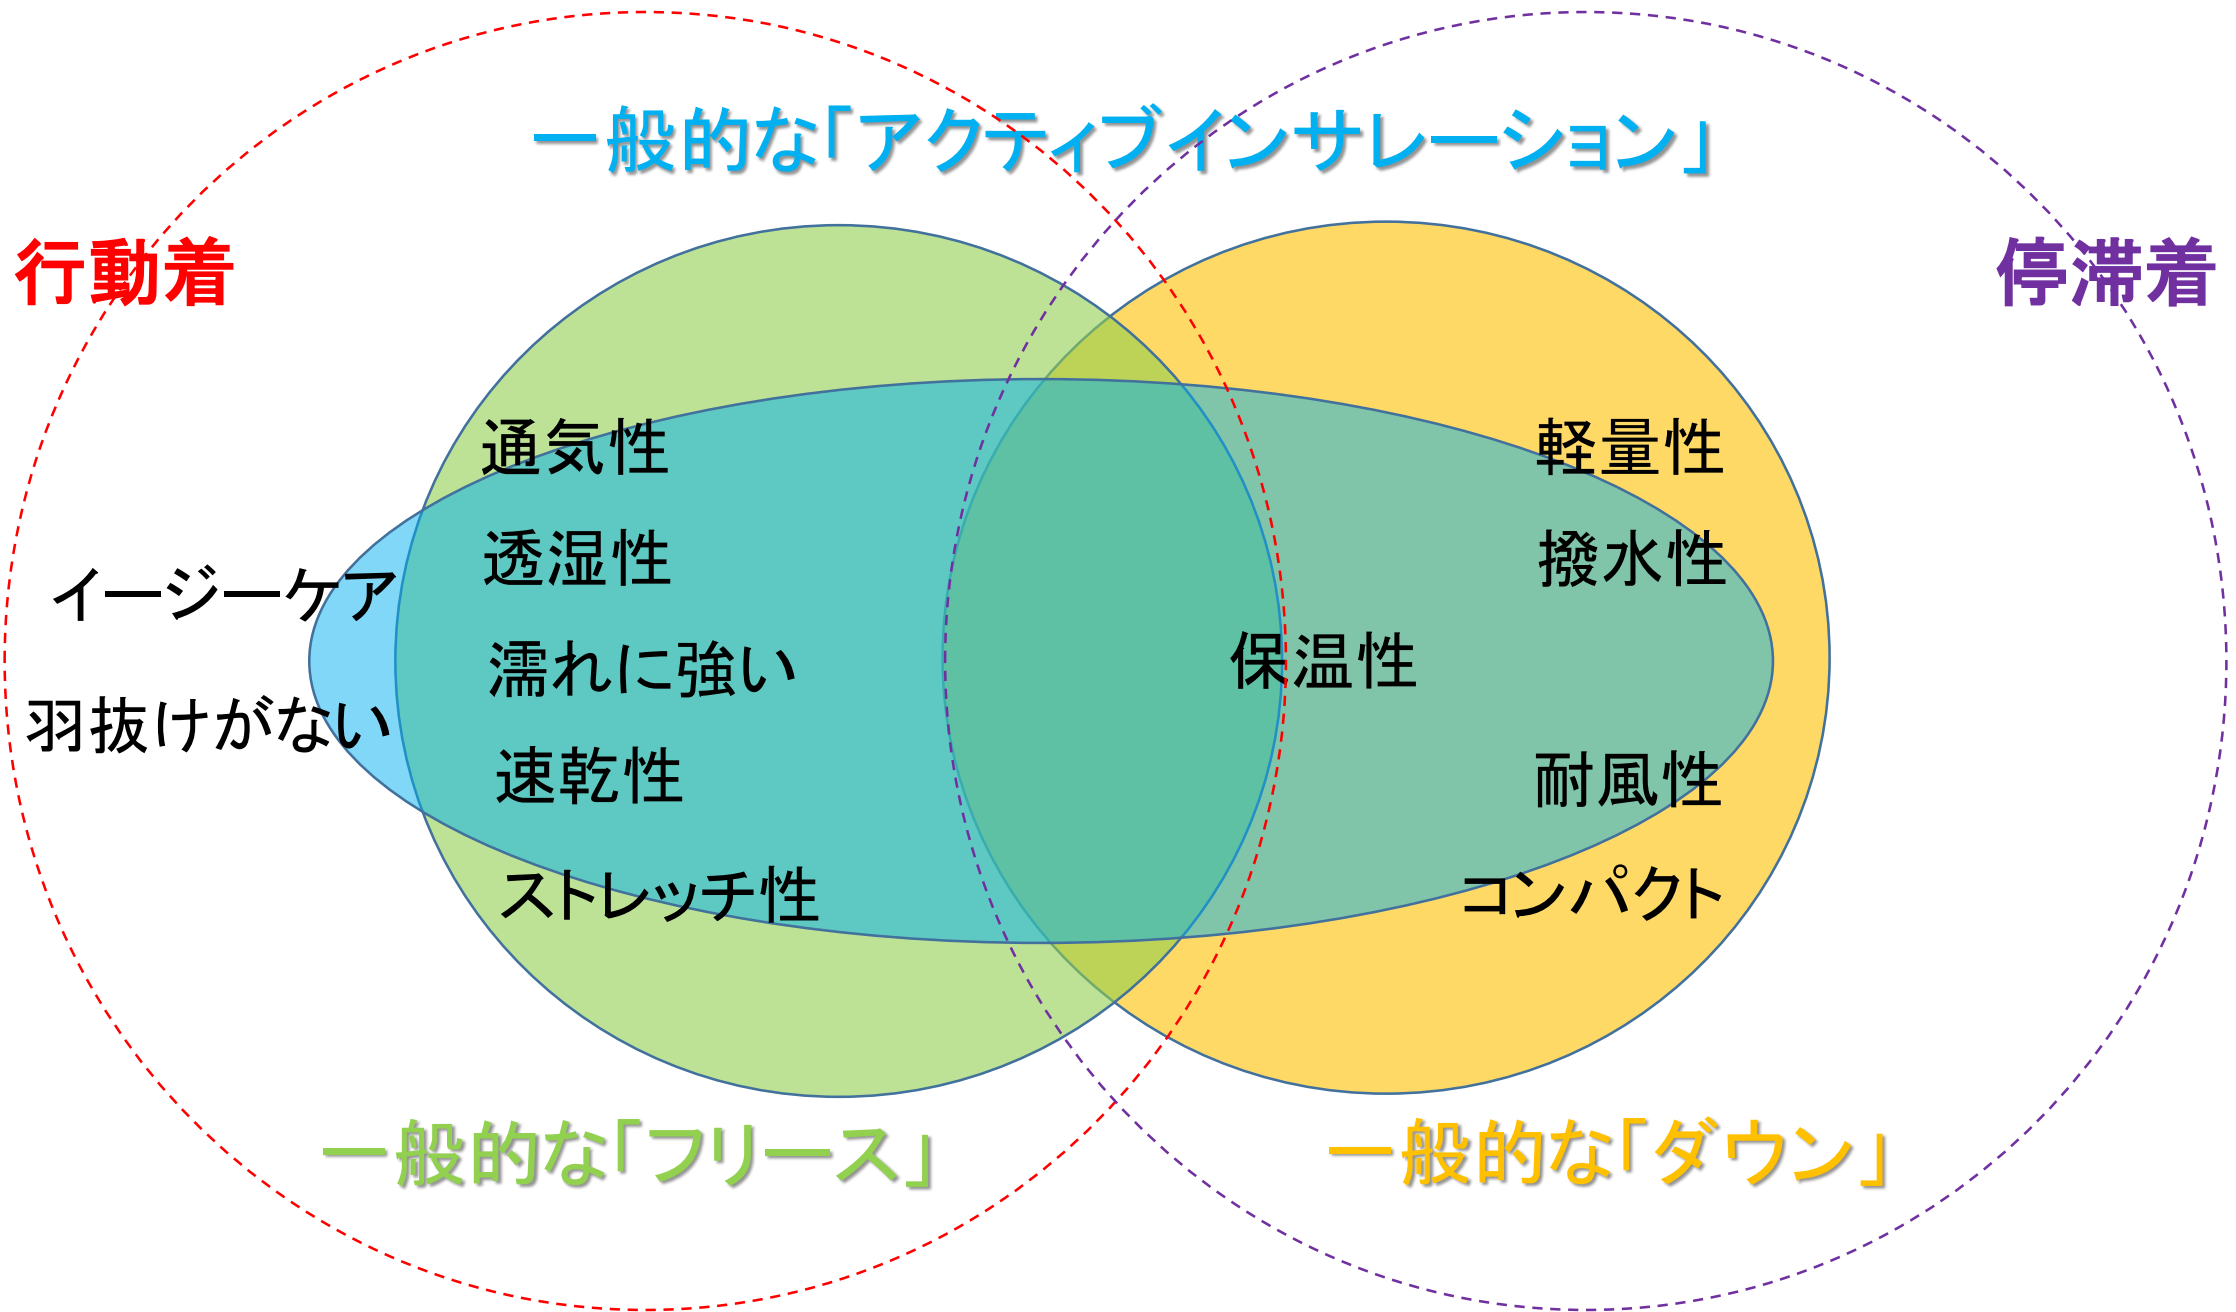 一般的な「アクティブインサレーション」
行動着
停滞着
通気性
軽量性
透湿性
撥水性
イージーケア
濡れに強い
保温性
羽抜けがない
速乾性
耐風性
ストレッチ性
コンパクト
一般的な「フリース」
一般的な「ダウン」